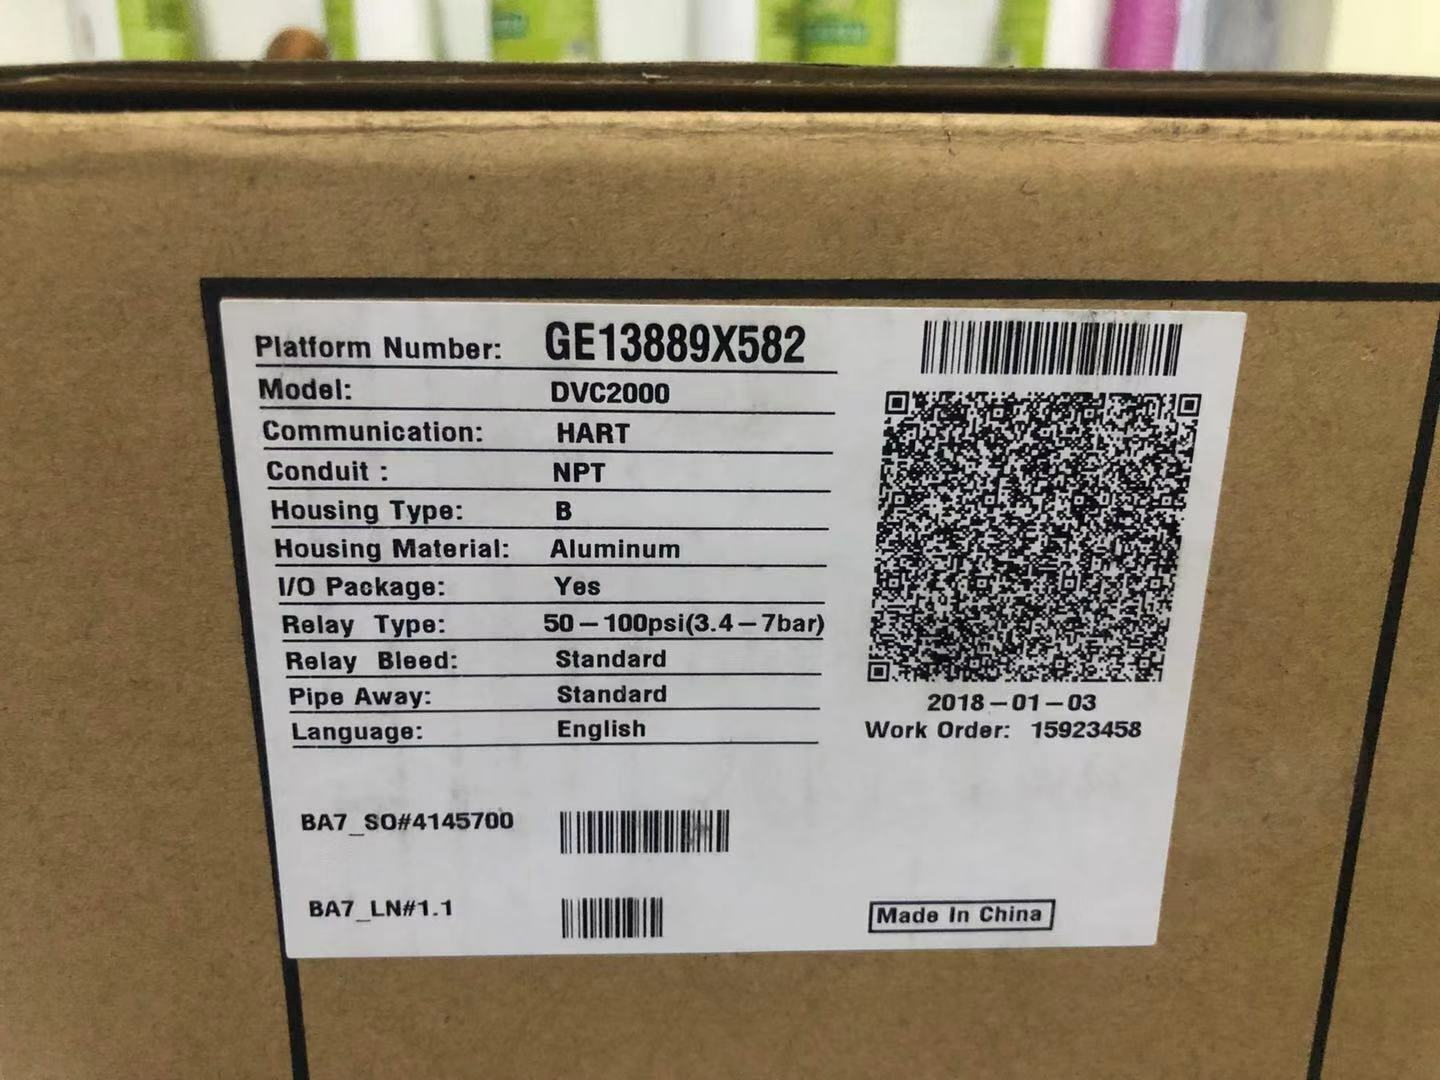 Platform Number: GE13889X582
Model: DVC2000
Communication: HART
Conduit : NPT
Housing Type: B
Housing Material: Aluminum
I/O Package: Yes
Relay Type: 50-100psi(3.4-7bar)
Relay Bleed: Standard
Pipe Away: Standard
Language: English
2018-01-03
Work Order: 15923458
BA7_SO#4145700
BA7_LN#1.1
Made In China